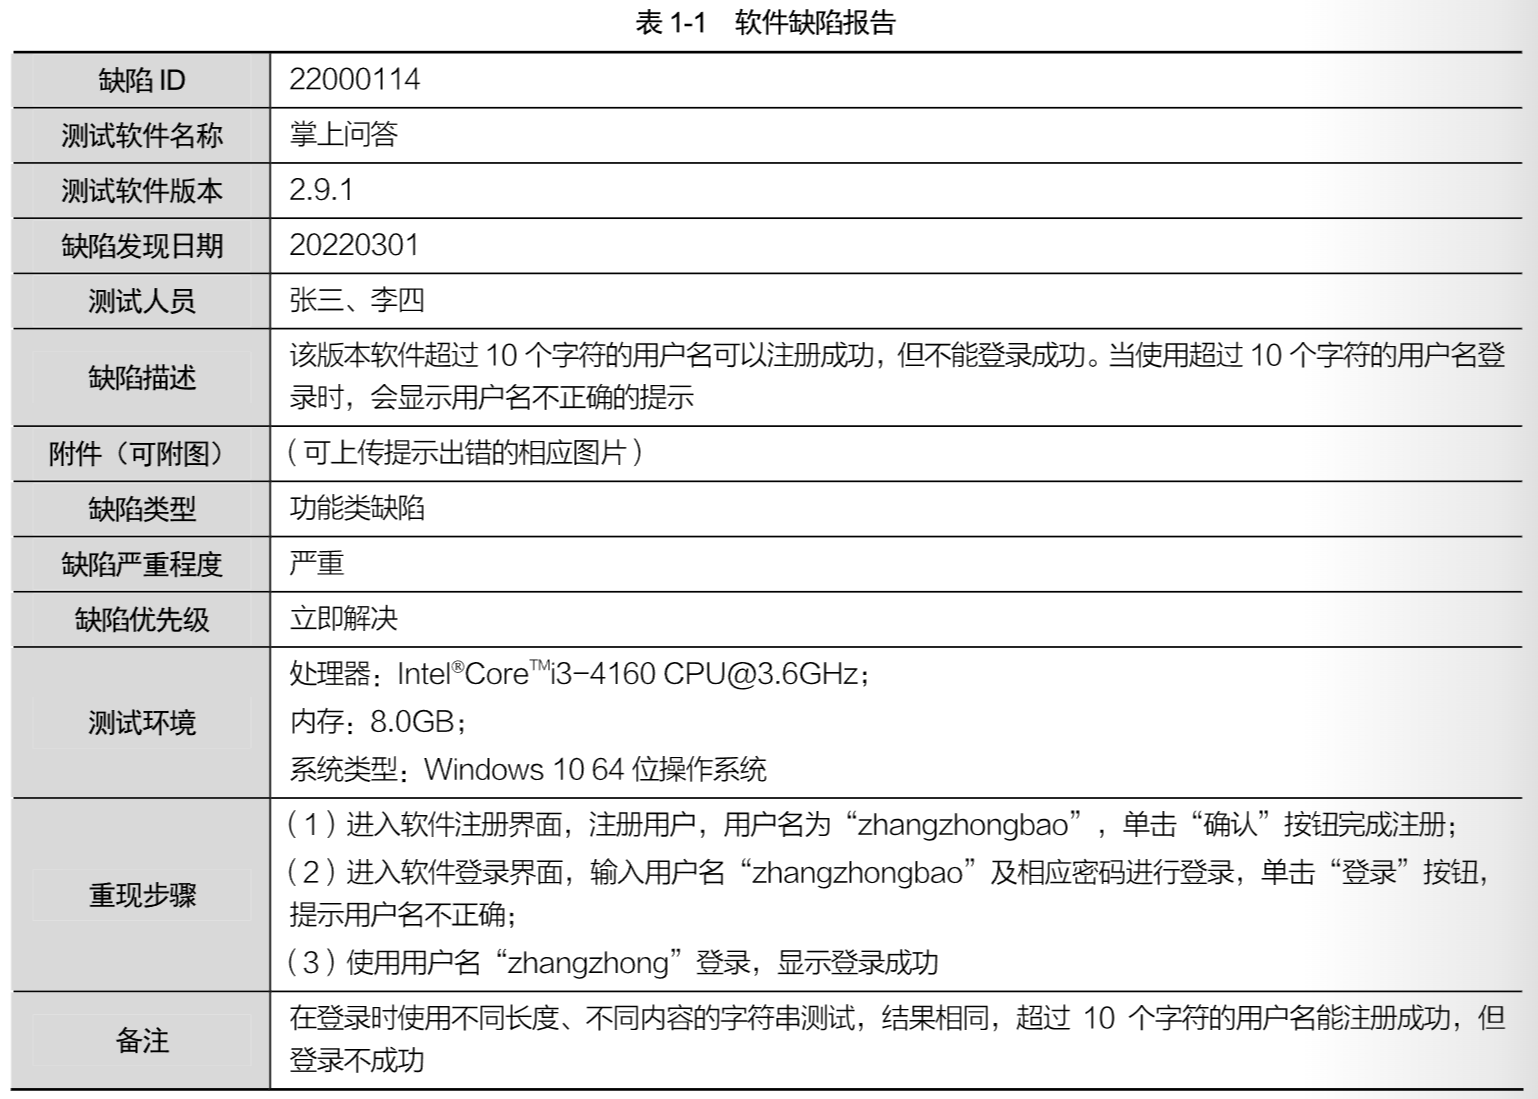 表 1-1 软件缺陷报告
缺陷 ID 22000114
测试软件名称 掌上问答
测试软件版本 2.9.1
缺陷发现日期 20220301
测试人员 张三、李四
缺陷描述 该版本软件超过 10 个字符的用户名可以注册成功，但不能登录成功。当使用超过 10 个字符的用户名登
录时，会显示用户名不正确的提示
附件（可附图） （可上传提示出错的相应图片）
缺陷类型 功能类缺陷
缺陷严重程度 严重
缺陷优先级 立即解决
测试环境 处理器：Intel®Core™i3-4160 CPU@3.6GHz；
内存：8.0GB；
系统类型：Windows 10 64 位操作系统
重现步骤 （1）进入软件注册界面，注册用户，用户名为“zhangzhongbao”，单击“确认”按钮完成注册；
（2）进入软件登录界面，输入用户名“zhangzhongbao”及相应密码进行登录，单击“登录”按钮，
提示用户名不正确；
（3）使用用户名“zhangzhong”登录，显示登录成功
备注 在登录时使用不同长度、不同内容的字符串测试，结果相同，超过 10 个字符的用户名能注册成功，但
登录不成功